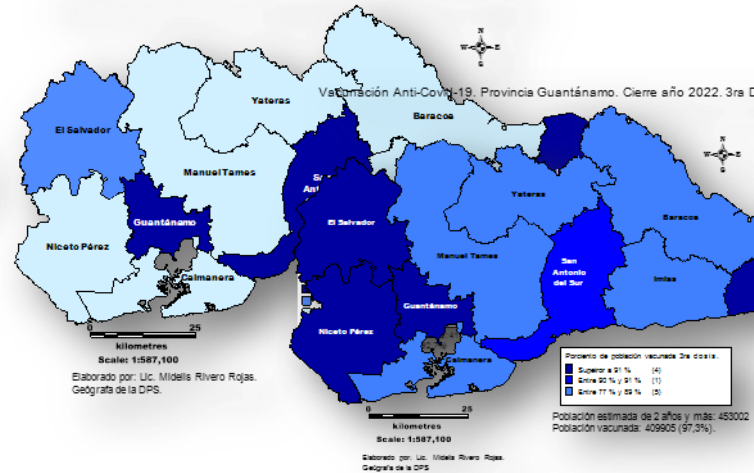 N
W E
S
Vacunación Anti-Covid-19. Provincia Guantánamo. Cierre año 2022. 3ra D
Yateras
Baracoa
El Salvador
Manuel Tames
Guantánamo
Niceto Pérez
Caimanera
0 25
kilometres
Scale: 1:587,100
Elaborado por: Lic. Midelis Rivero Rojas.
Geógrafa de la DPS.
N
W E
S
Yateras
Baracoa
El Salvador
Manuel Tames
San
Antonio
del Sur
Imías
Guantánamo
Niceto Pérez
Caimanera
0 25
kilometres
Scale: 1:587,100
Elaborado por: Lic. Midelis Rivero Rojas.
Geógrafa de la DPS
Porciento de población vacunada 3ra dosis.
Superior a 91 % (4)
Entre 90 % y 91 % (1)
Entre 77 % y 89 % (5)
Población estimada de 2 años y más: 453002
Población vacunada: 409905 (97,3%).